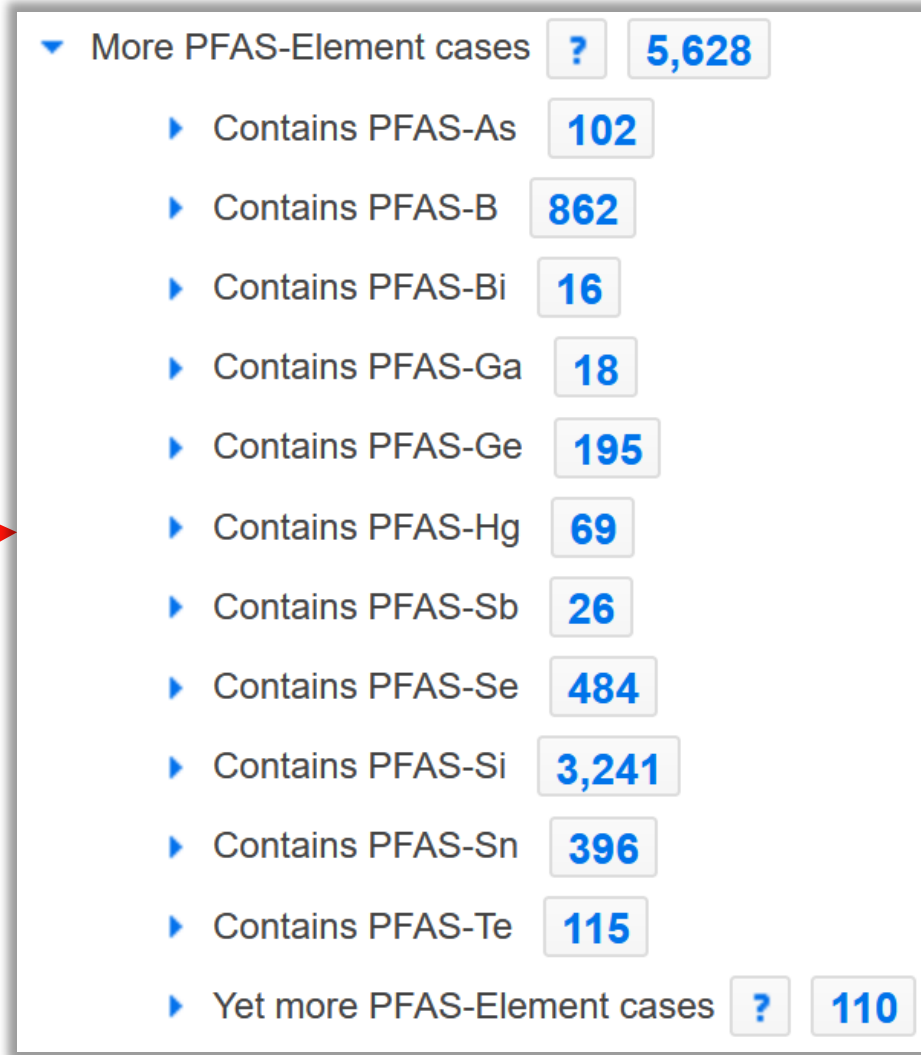 More PFAS-Element cases ? 5,628
Contains PFAS-As 102
Contains PFAS-B 862
Contains PFAS-Bi 16
Contains PFAS-Ga 18
Contains PFAS-Ge 195
Contains PFAS-Hg 69
Contains PFAS-Sb 26
Contains PFAS-Se 484
Contains PFAS-Si 3,241
Contains PFAS-Sn 396
Contains PFAS-Te 115
Yet more PFAS-Element cases ? 110